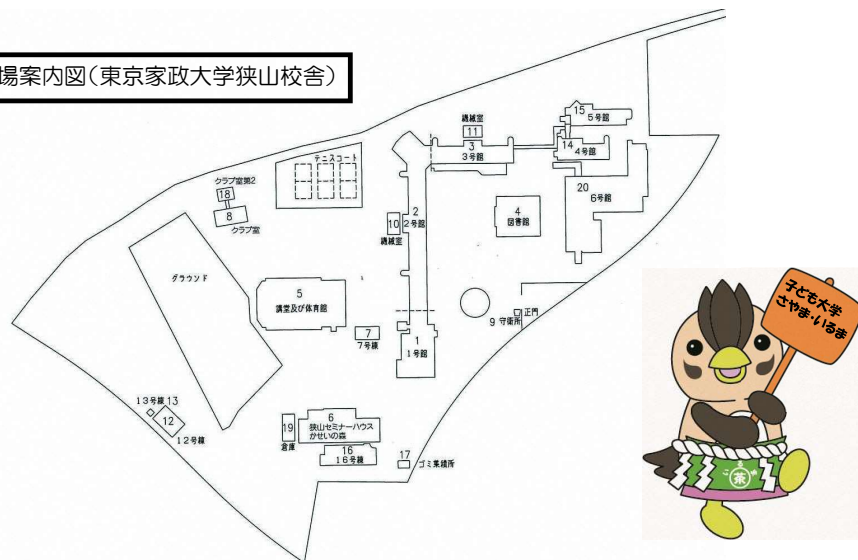 場案内図(東京家政大学狭山校舎)
15
5号館
機械室
11
3
3号館
14
4号館
テニスコート
クラブ室第2
18
8
クラブ室
20
6号館
2
2号館
10
機械室
4
図書館
グラウンド
5
講堂及び体育館
正門
9 守衛所
7
7号棟
1
1号館
子ども大学
さやま・いるま
13号棟 13
12
12号棟
19
倉庫
6
狭山セミナーハウス
かせいの森
16
16号棟
17
ゴミ集積所
茶